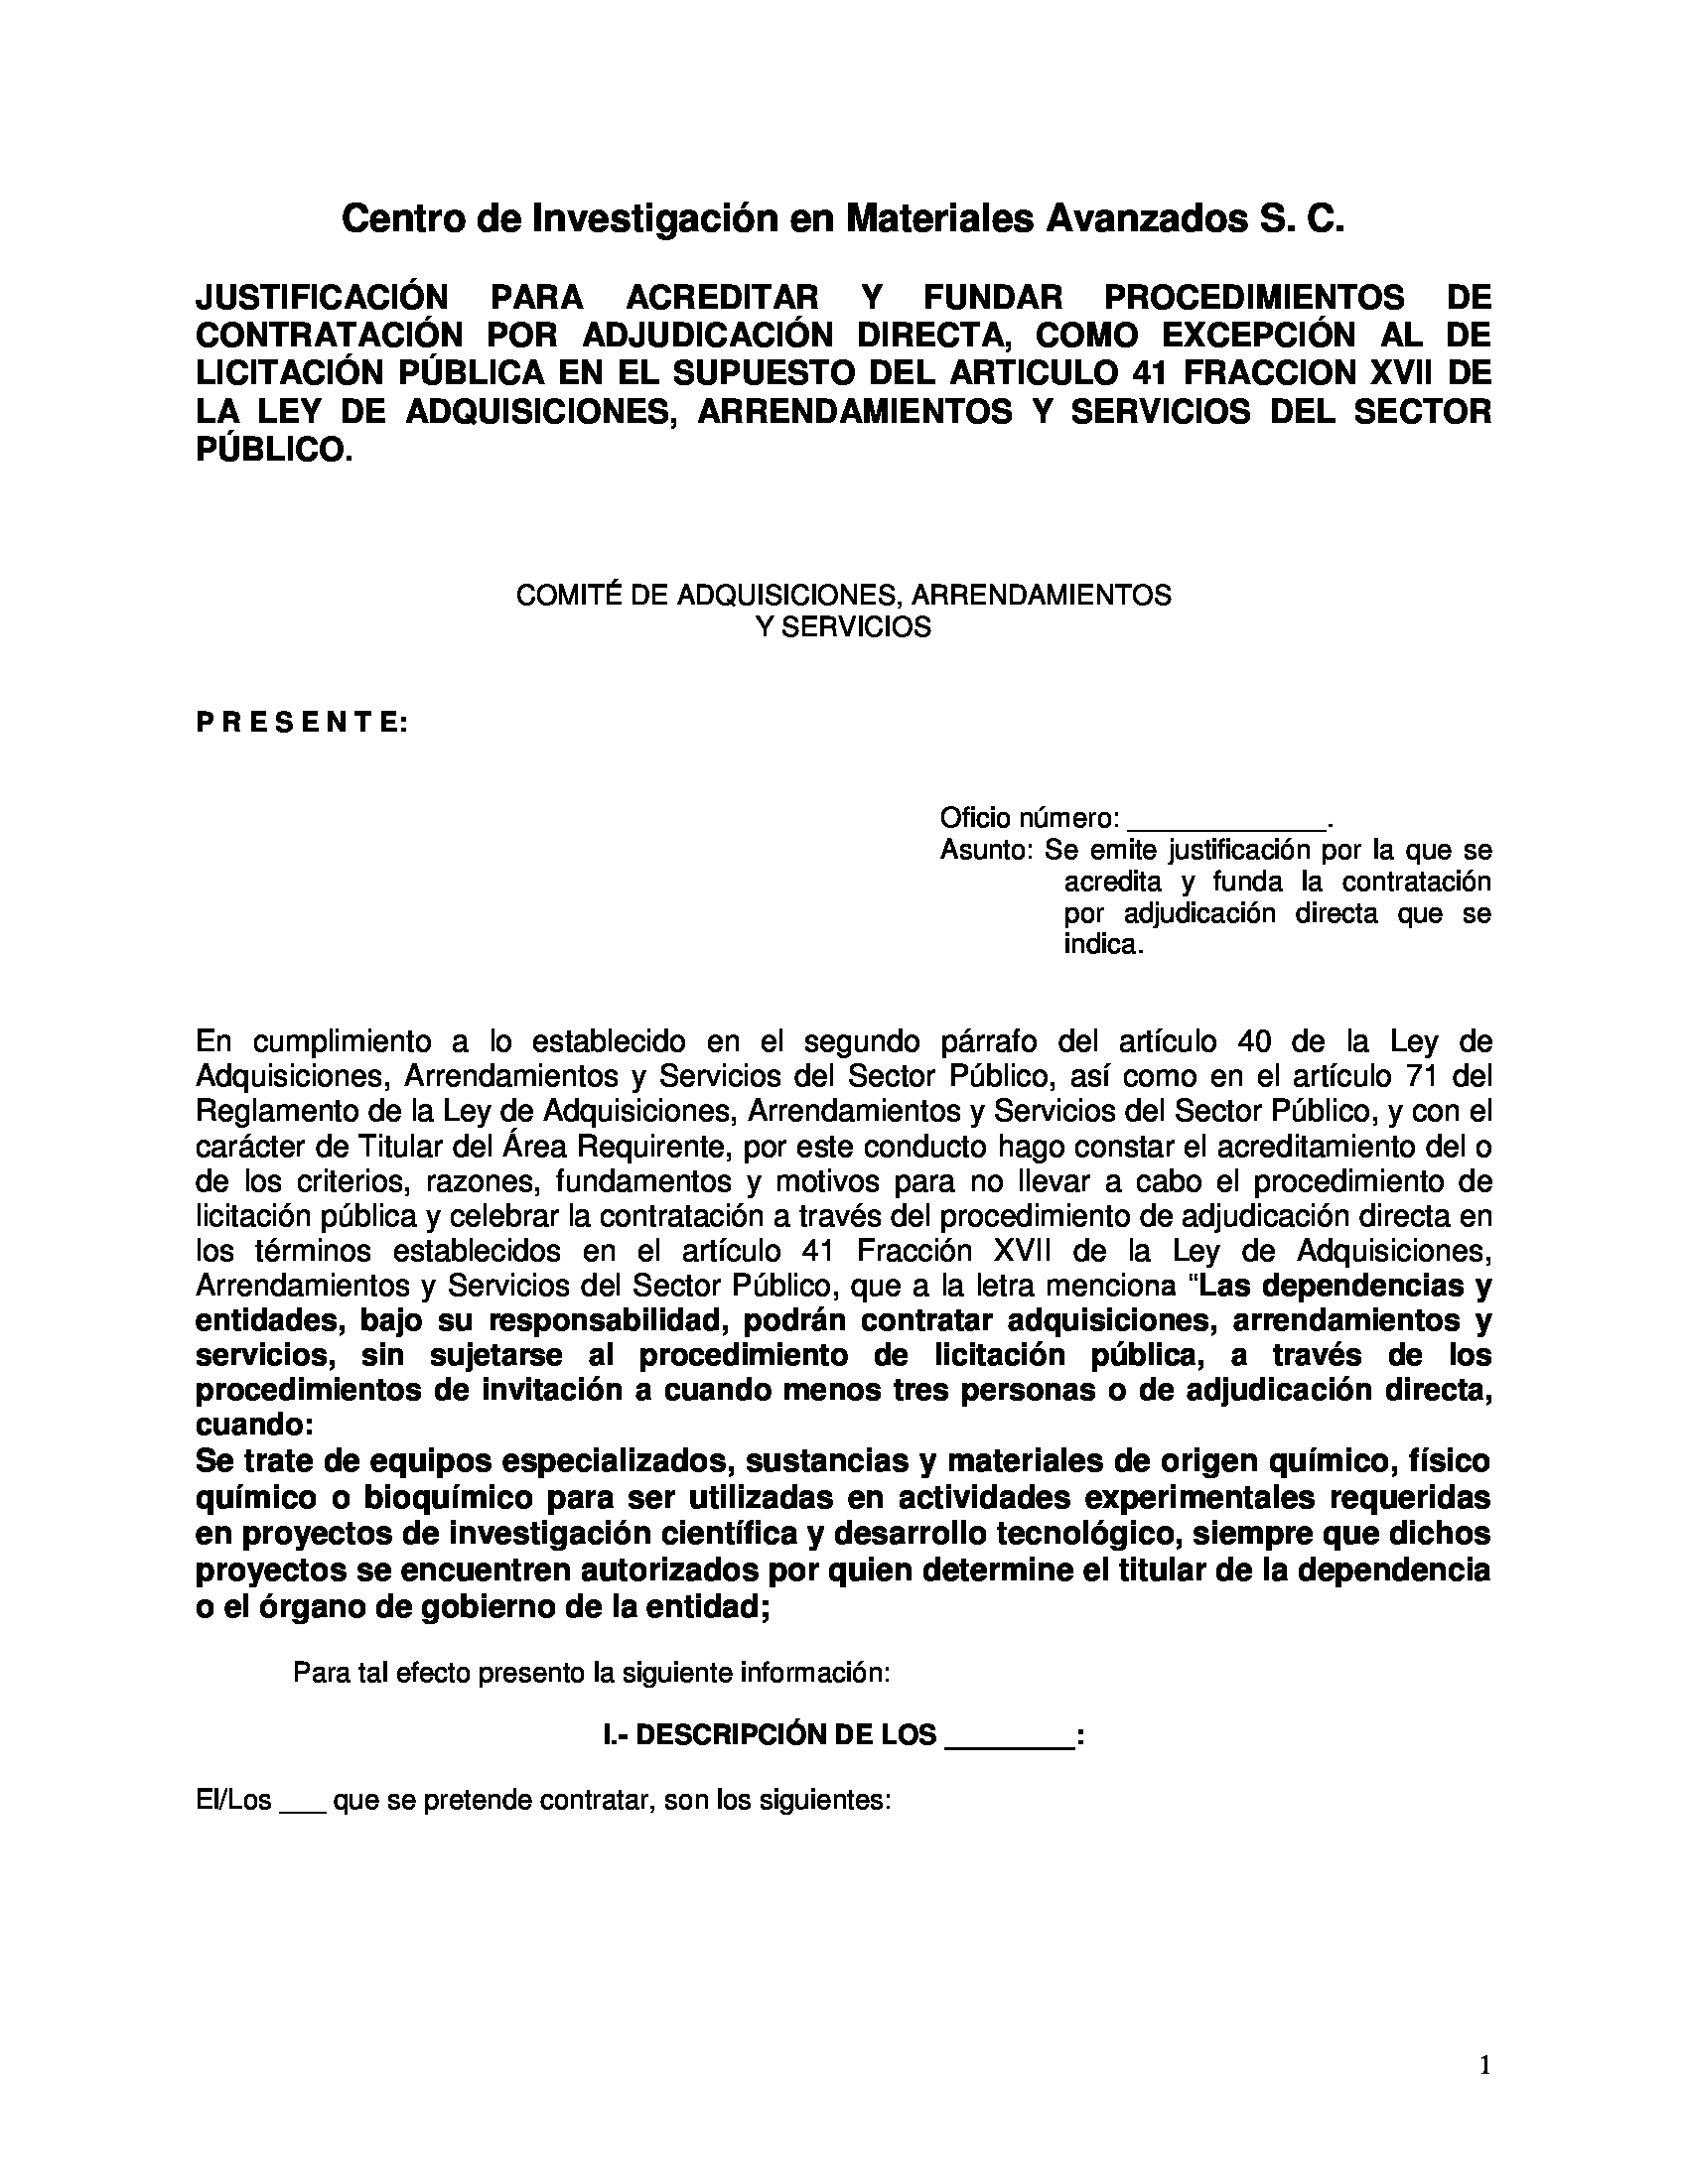 Centro de Investigación en Materiales Avanzados S. C.
JUSTIFICACIÓN PARA ACREDITAR Y FUNDAR PROCEDIMIENTOS DE
CONTRATACIÓN POR ADJUDICACIÓN DIRECTA, COMO EXCEPCIÓN AL DE
LICITACIÓN PÚBLICA EN EL SUPUESTO DEL ARTICULO 41 FRACCION XVII DE
LA LEY DE ADQUISICIONES, ARRENDAMIENTOS Y SERVICIOS DEL SECTOR
PÚBLICO.
COMITÉ DE ADQUISICIONES, ARRENDAMIENTOS
Y SERVICIOS
P R E S E N T E:
Oficio número: _____________.
Asunto: Se emite justificación por la que se
acredita y funda la contratación
por adjudicación directa que se
indica.
En cumplimiento a lo establecido en el segundo párrafo del artículo 40 de la Ley de
Adquisiciones, Arrendamientos y Servicios del Sector Público, así como en el artículo 71 del
Reglamento de la Ley de Adquisiciones, Arrendamientos y Servicios del Sector Público, y con el
carácter de Titular del Área Requirente, por este conducto hago constar el acreditamiento del o
de los criterios, razones, fundamentos y motivos para no llevar a cabo el procedimiento de
licitación pública y celebrar la contratación a través del procedimiento de adjudicación directa en
los términos establecidos en el artículo 41 Fracción XVII de la Ley de Adquisiciones,
Arrendamientos y Servicios del Sector Público, que a la letra menciona “Las dependencias y
entidades, bajo su responsabilidad, podrán contratar adquisiciones, arrendamientos y
servicios, sin sujetarse al procedimiento de licitación pública, a través de los
procedimientos de invitación a cuando menos tres personas o de adjudicación directa,
cuando:
Se trate de equipos especializados, sustancias y materiales de origen químico, físico
químico o bioquímico para ser utilizadas en actividades experimentales requeridas
en proyectos de investigación científica y desarrollo tecnológico, siempre que dichos
proyectos se encuentren autorizados por quien determine el titular de la dependencia
o el órgano de gobierno de la entidad;
Para tal efecto presento la siguiente información:
I.- DESCRIPCIÓN DE LOS ________:
El/Los ___ que se pretende contratar, son los siguientes:
1